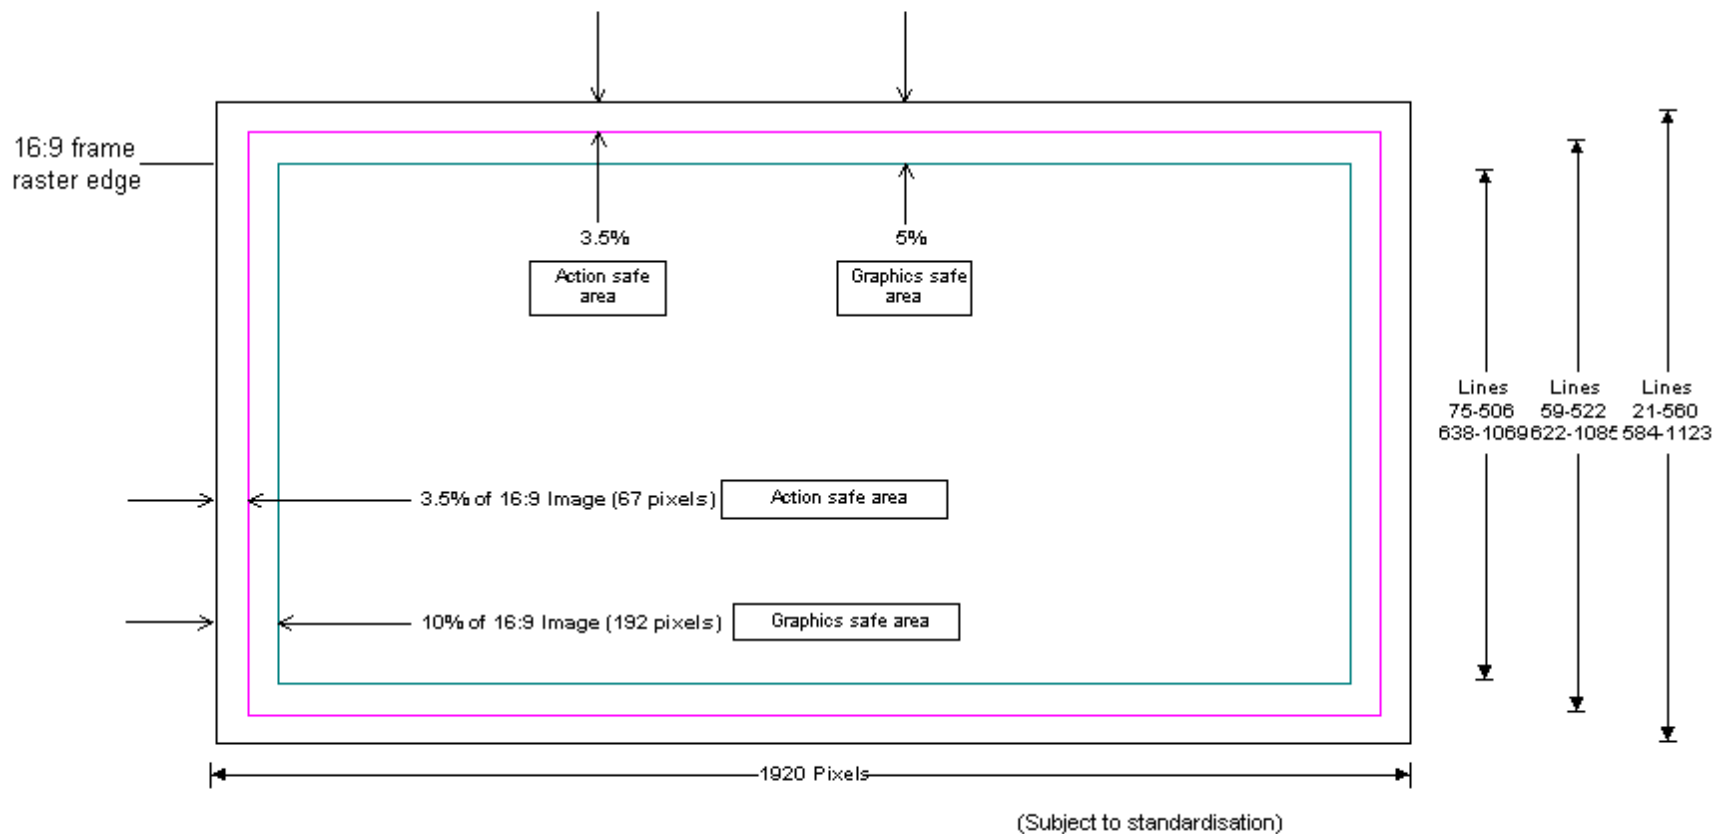 16:9 frame
raster edge
3.5%
5%
Action safe
area
Graphics safe
area
Lines
75-506
638-1069
Lines
59-522
622-1085
Lines
21-560
584-1123
3.5% of 16:9 Image (67 pixels)
Action safe area
10% of 16:9 Image (192 pixels)
Graphics safe area
1920 Pixels
(Subject to standardisation)